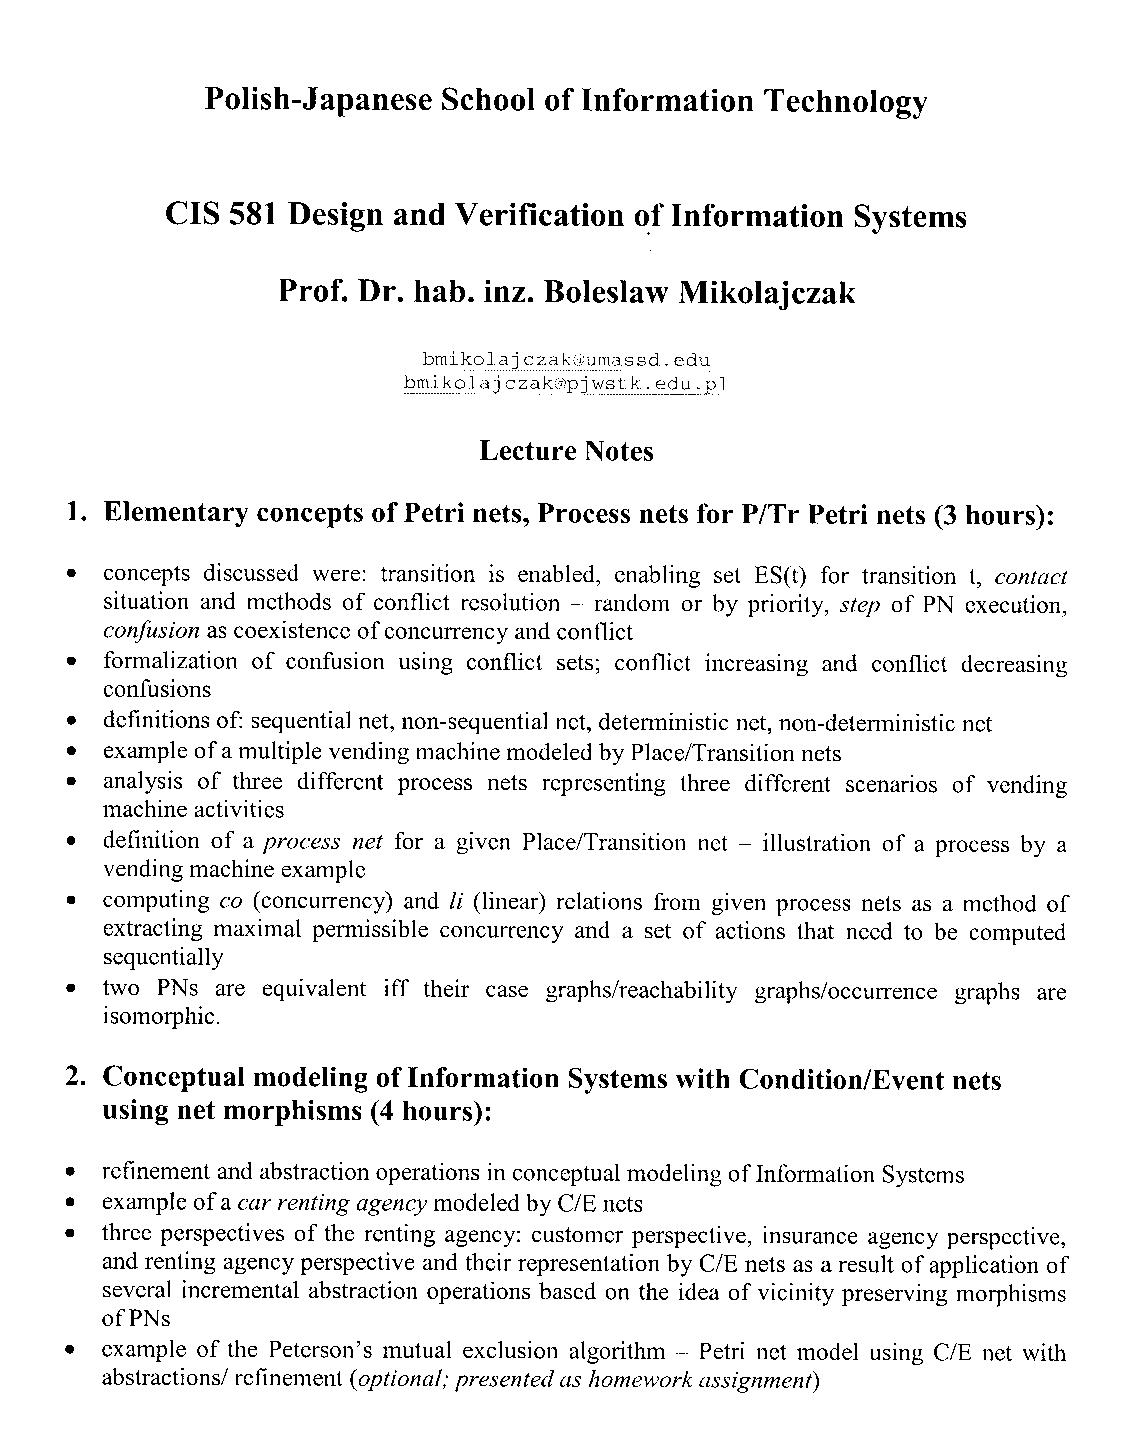 Polish-Japanese School of Information Technology
CIS 581 Design and Verification of Information Systems
Prof. Dr. hab. inz. Boleslaw Mikolajczak
bmikolajczak@umassd.edu
bmikolajczak@pjwstk.edu.pl
Lecture Notes
1. Elementary concepts of Petri nets, Process nets for P/Tr Petri nets (3 hours):
• concepts discussed were: transition is enabled, enabling set ES(t) for transition t, contact
situation and methods of conflict resolution – random or by priority, step of PN execution,
confusion as coexistence of concurrency and conflict
• formalization of confusion using conflict sets; conflict increasing and conflict decreasing
confusions
• definitions of: sequential net, non-sequential net, deterministic net, non-deterministic net
• example of a multiple vending machine modeled by Place/Transition nets
• analysis of three different process nets representing three different scenarios of vending
machine activities
• definition of a process net for a given Place/Transition net – illustration of a process by a
vending machine example
• computing co (concurrency) and li (linear) relations from given process nets as a method of
extracting maximal permissible concurrency and a set of actions that need to be computed
sequentially
• two PNs are equivalent iff their case graphs/reachability graphs/occurrence graphs are
isomorphic.
2. Conceptual modeling of Information Systems with Condition/Event nets
using net morphisms (4 hours):
• refinement and abstraction operations in conceptual modeling of Information Systems
• example of a car renting agency modeled by C/E nets
• three perspectives of the renting agency: customer perspective, insurance agency perspective,
and renting agency perspective and their representation by C/E nets as a result of application of
several incremental abstraction operations based on the idea of vicinity preserving morphisms
of PNs
• example of the Peterson's mutual exclusion algorithm – Petri net model using C/E net with
abstractions/ refinement (optional; presented as homework assignment)